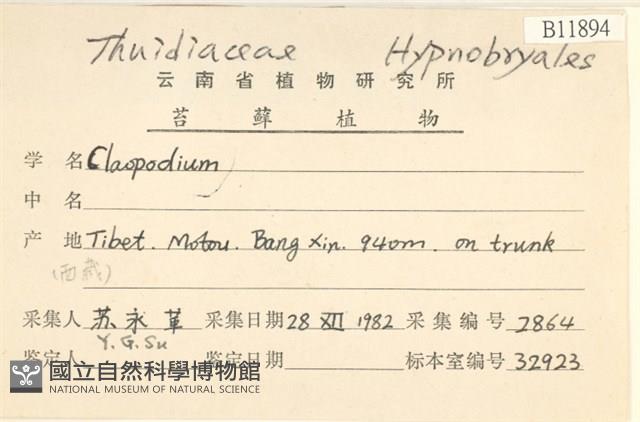 B11894
Thuidiaceae Hypnobryales
云南省植物研究所
苔藓植物
学名 Claopodium
中名
产地 Tibet. Motou. Bang Xin. 940m. on trunk
(西藏)
采集人 苏永革 采集日期 28 XII 1982 采集编号 2864
Y.G.Su
鉴定人 鉴定日期 标本室编号 32923
國立自然科學博物館
NATIONAL MUSEUM OF NATURAL SCIENCE